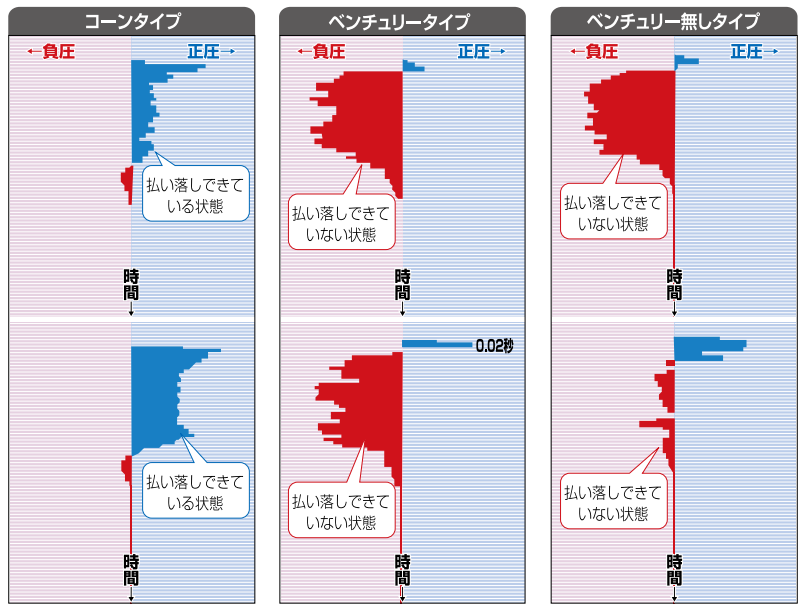 コーンタイプ
←負圧
正圧→
払い落しできて
いる状態
時間
払い落しできて
いる状態
時間
ベンチュリータイプ
←負圧
正圧→
払い落しできて
いない状態
時間
0.02秒
払い落しできて
いない状態
時間
ベンチュリー無しタイプ
←負圧
正圧→
払い落しできて
いない状態
時間
払い落しできて
いない状態
時間